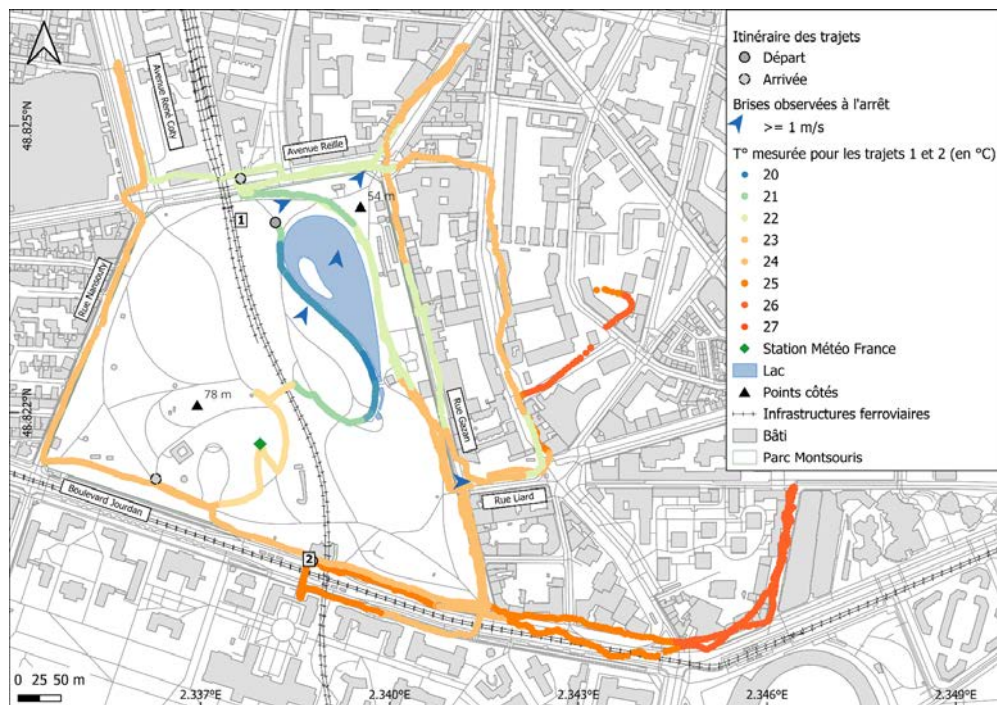 Avenue René Coty
Avenue Reille
48.825°N
54 m
1
Rue Nansouty
78 m
48.822°N
Rue Gazan
Rue Liard
Boulevard Jourdan
2
0 25 50 m
2.337°E
2.340°E
2.343°E
2.346°E
2.349°E
Itinéraire des trajets
Départ
Arrivée
Brises observées à l'arrêt
>= 1 m/s
T° mesurée pour les trajets 1 et 2 (en °C)
20
21
22
23
24
25
26
27
Station Météo France
Lac
Points côtés
Infrastructures ferroviaires
Bâti
Parc Montsouris